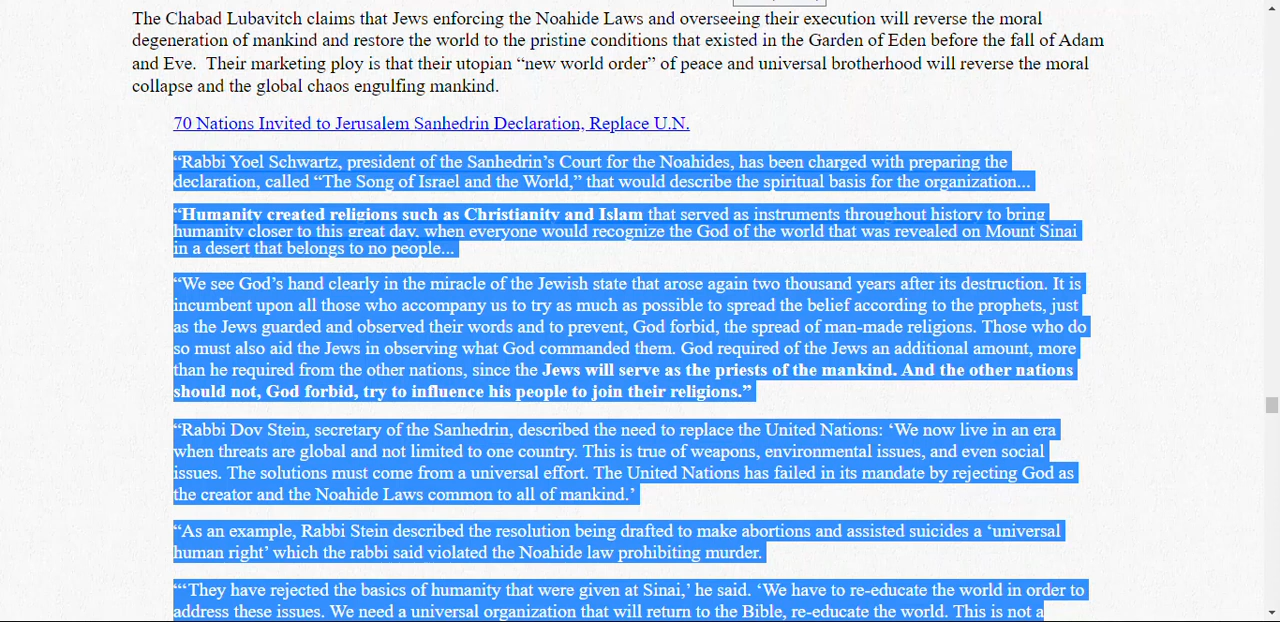 The Chabad Lubavitch claims that Jews enforcing the Noahide Laws and overseeing their execution will reverse the moral
degeneration of mankind and restore the world to the pristine conditions that existed in the Garden of Eden before the fall of Adam
and Eve.  Their marketing ploy is that their utopian “new world order” of peace and universal brotherhood will reverse the moral
collapse and the global chaos engulfing mankind.
70 Nations Invited to Jerusalem Sanhedrin Declaration, Replace U.N.
“Rabbi Yoel Schwartz, president of the Sanhedrin’s Court for the Noahides, has been charged with preparing the
declaration, called “The Song of Israel and the World,” that would describe the spiritual basis for the organization...
“Humanity created religions such as Christianity and Islam that served as instruments throughout history to bring
humanity closer to this great day, when everyone would recognize the God of the world that was revealed on Mount Sinai
in a desert that belongs to no people...
“We see God’s hand clearly in the miracle of the Jewish state that arose again two thousand years after its destruction. It is
incumbent upon all those who accompany us to try as much as possible to spread the belief according to the prophets, just
as the Jews guarded and observed their words and to prevent, God forbid, the spread of man-made religions. Those who do
so must also aid the Jews in observing what God commanded them. God required of the Jews an additional amount, more
than he required from the other nations, since the Jews will serve as the priests of the mankind. And the other nations
should not, God forbid, try to influence his people to join their religions.”
“Rabbi Dov Stein, secretary of the Sanhedrin, described the need to replace the United Nations: ‘We now live in an era
when threats are global and not limited to one country. This is true of weapons, environmental issues, and even social
issues. The solutions must come from a universal effort. The United Nations has failed in its mandate by rejecting God as
the creator and the Noahide Laws common to all of mankind.’
“As an example, Rabbi Stein described the resolution being drafted to make abortions and assisted suicides a ‘universal
human right’ which the rabbi said violated the Noahide law prohibiting murder.
“‘They have rejected the basics of humanity that were given at Sinai,’ he said. ‘We have to re-educate the world in order to
address these issues. We need a universal organization that will return to the Bible, re-educate the world. This is not a